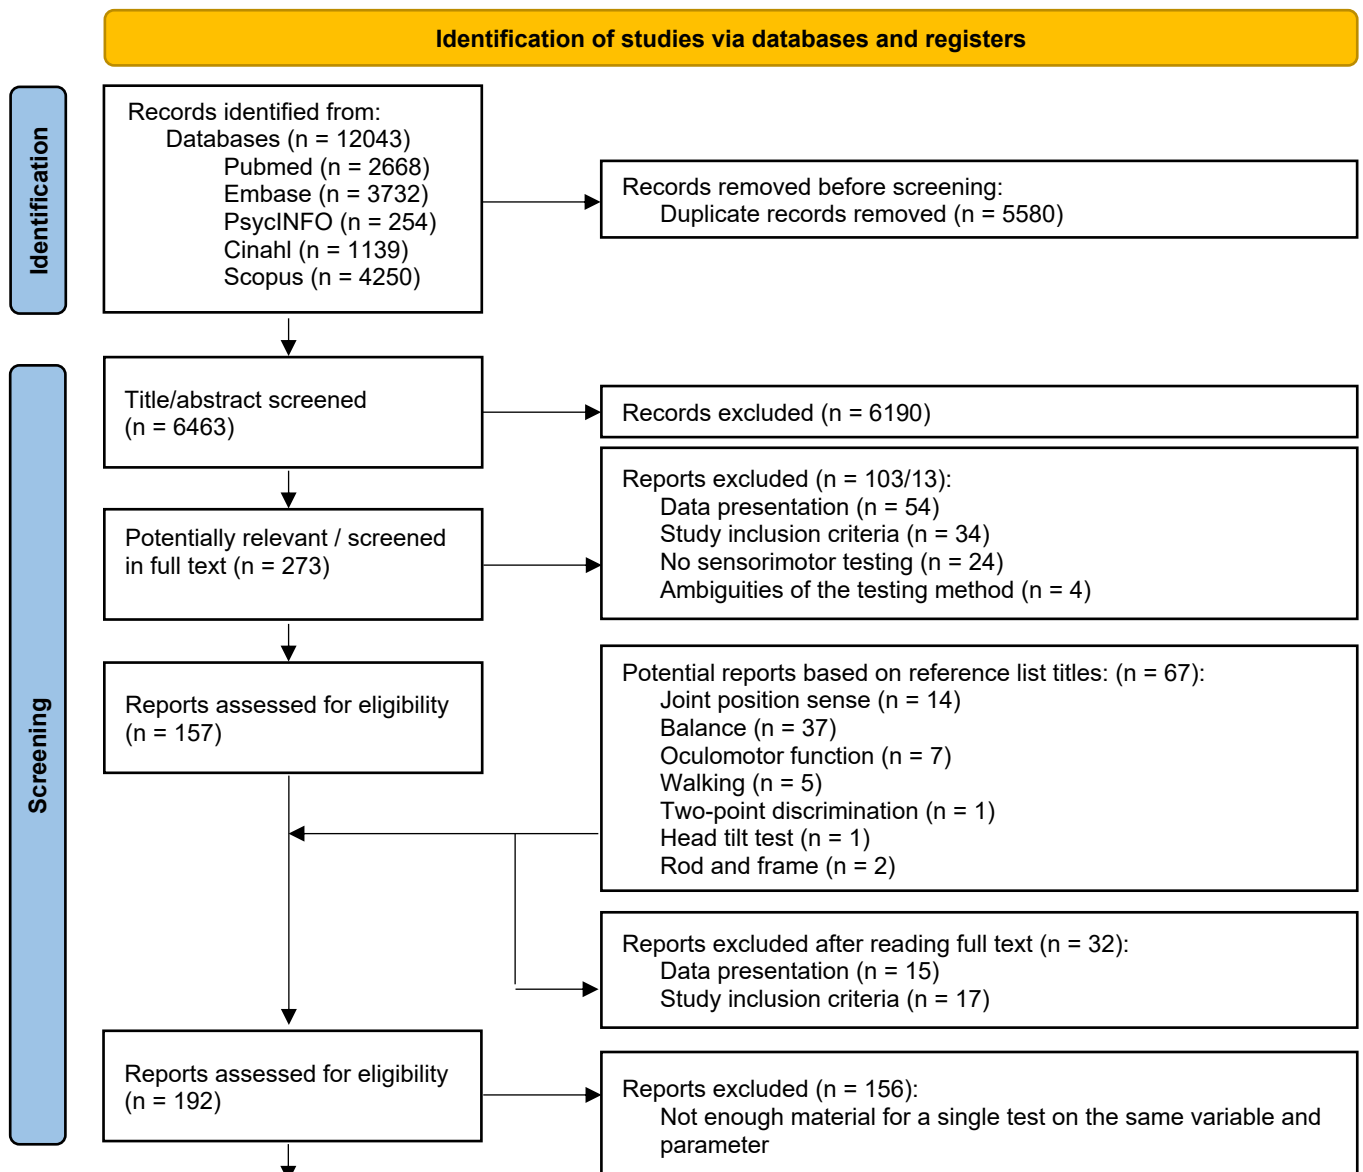 Identification of studies via databases and registers
Identification
Records identified from:
Databases (n = 12043)
Pubmed (n = 2668)
Embase (n = 3732)
PsycINFO (n = 254)
Cinahl (n = 1139)
Scopus (n = 4250)
Records removed before screening:
Duplicate records removed (n = 5580)
Screening
Title/abstract screened
(n = 6463)
Records excluded (n = 6190)
Potentially relevant / screened
in full text (n = 273)
Reports excluded (n = 103/13):
Data presentation (n = 54)
Study inclusion criteria (n = 34)
No sensorimotor testing (n = 24)
Ambiguities of the testing method (n = 4)
Reports assessed for eligibility
(n = 157)
Potential reports based on reference list titles: (n = 67):
Joint position sense (n = 14)
Balance (n = 37)
Oculomotor function (n = 7)
Walking (n = 5)
Two-point discrimination (n = 1)
Head tilt test (n = 1)
Rod and frame (n = 2)
Reports excluded after reading full text (n = 32):
Data presentation (n = 15)
Study inclusion criteria (n = 17)
Reports assessed for eligibility
(n = 192)
Reports excluded (n = 156):
Not enough material for a single test on the same variable and
parameter